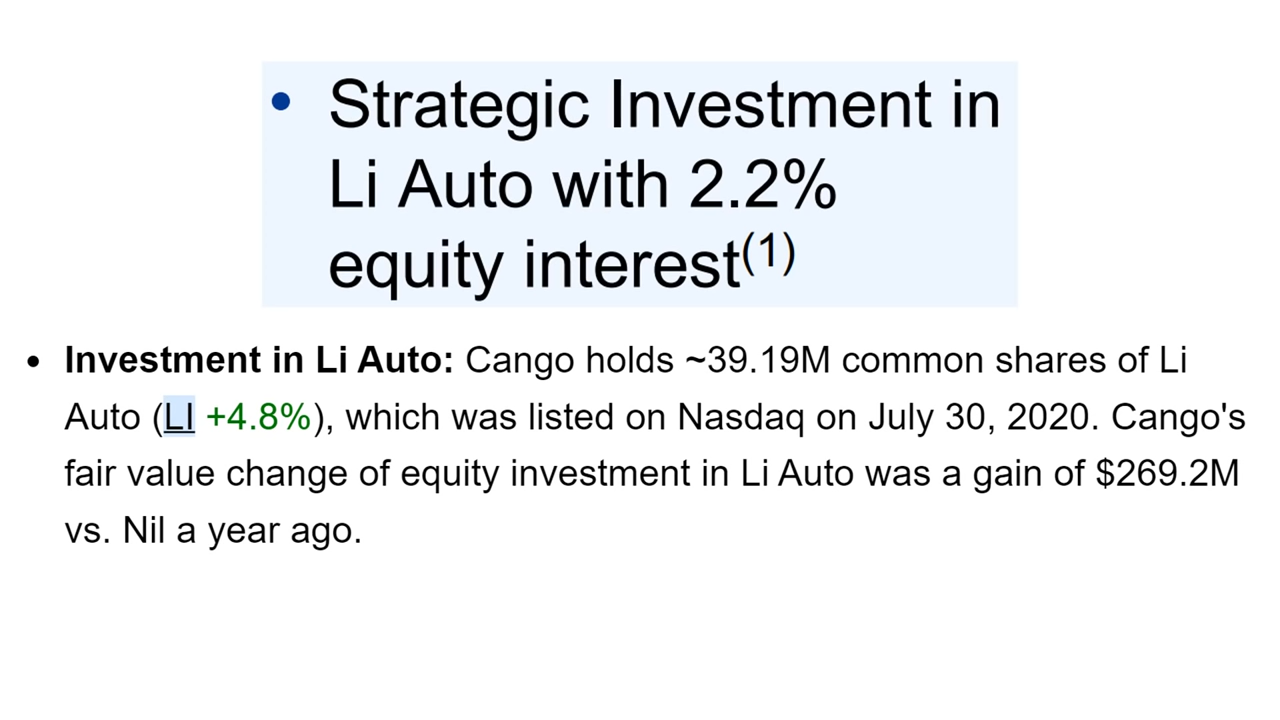 • Strategic Investment in
Li Auto with 2.2%
equity interest(1)
• Investment in Li Auto: Cango holds ~39.19M common shares of Li
Auto (LI +4.8%), which was listed on Nasdaq on July 30, 2020. Cango's
fair value change of equity investment in Li Auto was a gain of $269.2M
vs. Nil a year ago.